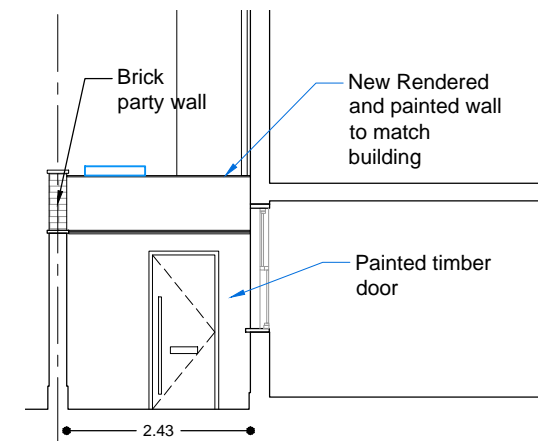 Brick
party wall
New Rendered
and painted wall
to match
building
Painted timber
door
2.43